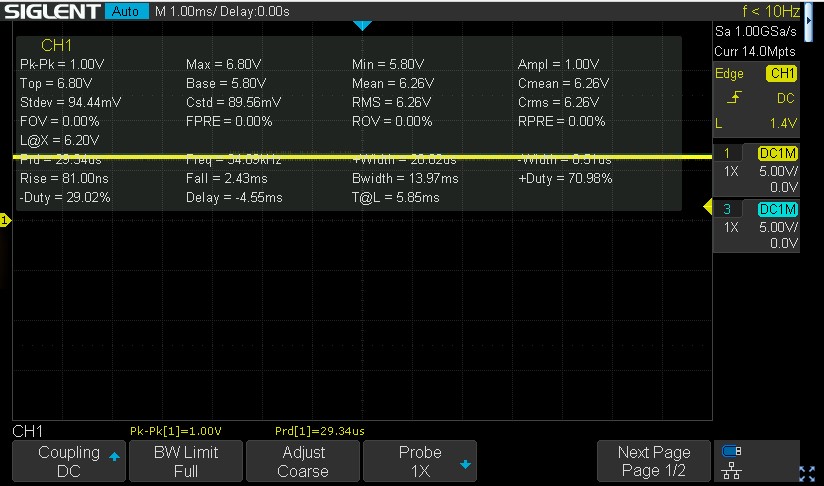 SIGLENT Auto M 1.00ms/ Delay:0.00s f < 10Hz
Sa 1.00GSa/s
Curr 14.0Mpts
CH1
Pk-Pk = 1.00V Max = 6.80V Min = 5.80V Ampl = 1.00V
Top = 6.80V Base = 5.80V Mean = 6.26V Cmean = 6.26V
Stdev = 94.44mV Cstd = 89.56mV RMS = 6.26V Crms = 6.26V
FOV = 0.00% FPRE = 0.00% ROV = 0.00% RPRE = 0.00%
L@X = 6.20V
Prd = 29.34us Freq = +Width = -Width =
Rise = 81.00ns Fall = 2.43ms Bwidth = 13.97ms +Duty = 70.98%
-Duty = 29.02% Delay = -4.55ms T@L = 5.85ms
Edge CH1
DC
L 1.4V
1 DC1M
1X 5.00V/
0.0V
3 DC1M
1X 5.00V/
0.0V
1
CH1 Pk-Pk[1]=1.00V Prd[1]=29.34us
Coupling
DC
BW Limit
Full
Adjust
Coarse
Probe
1X
Next Page
Page 1/2